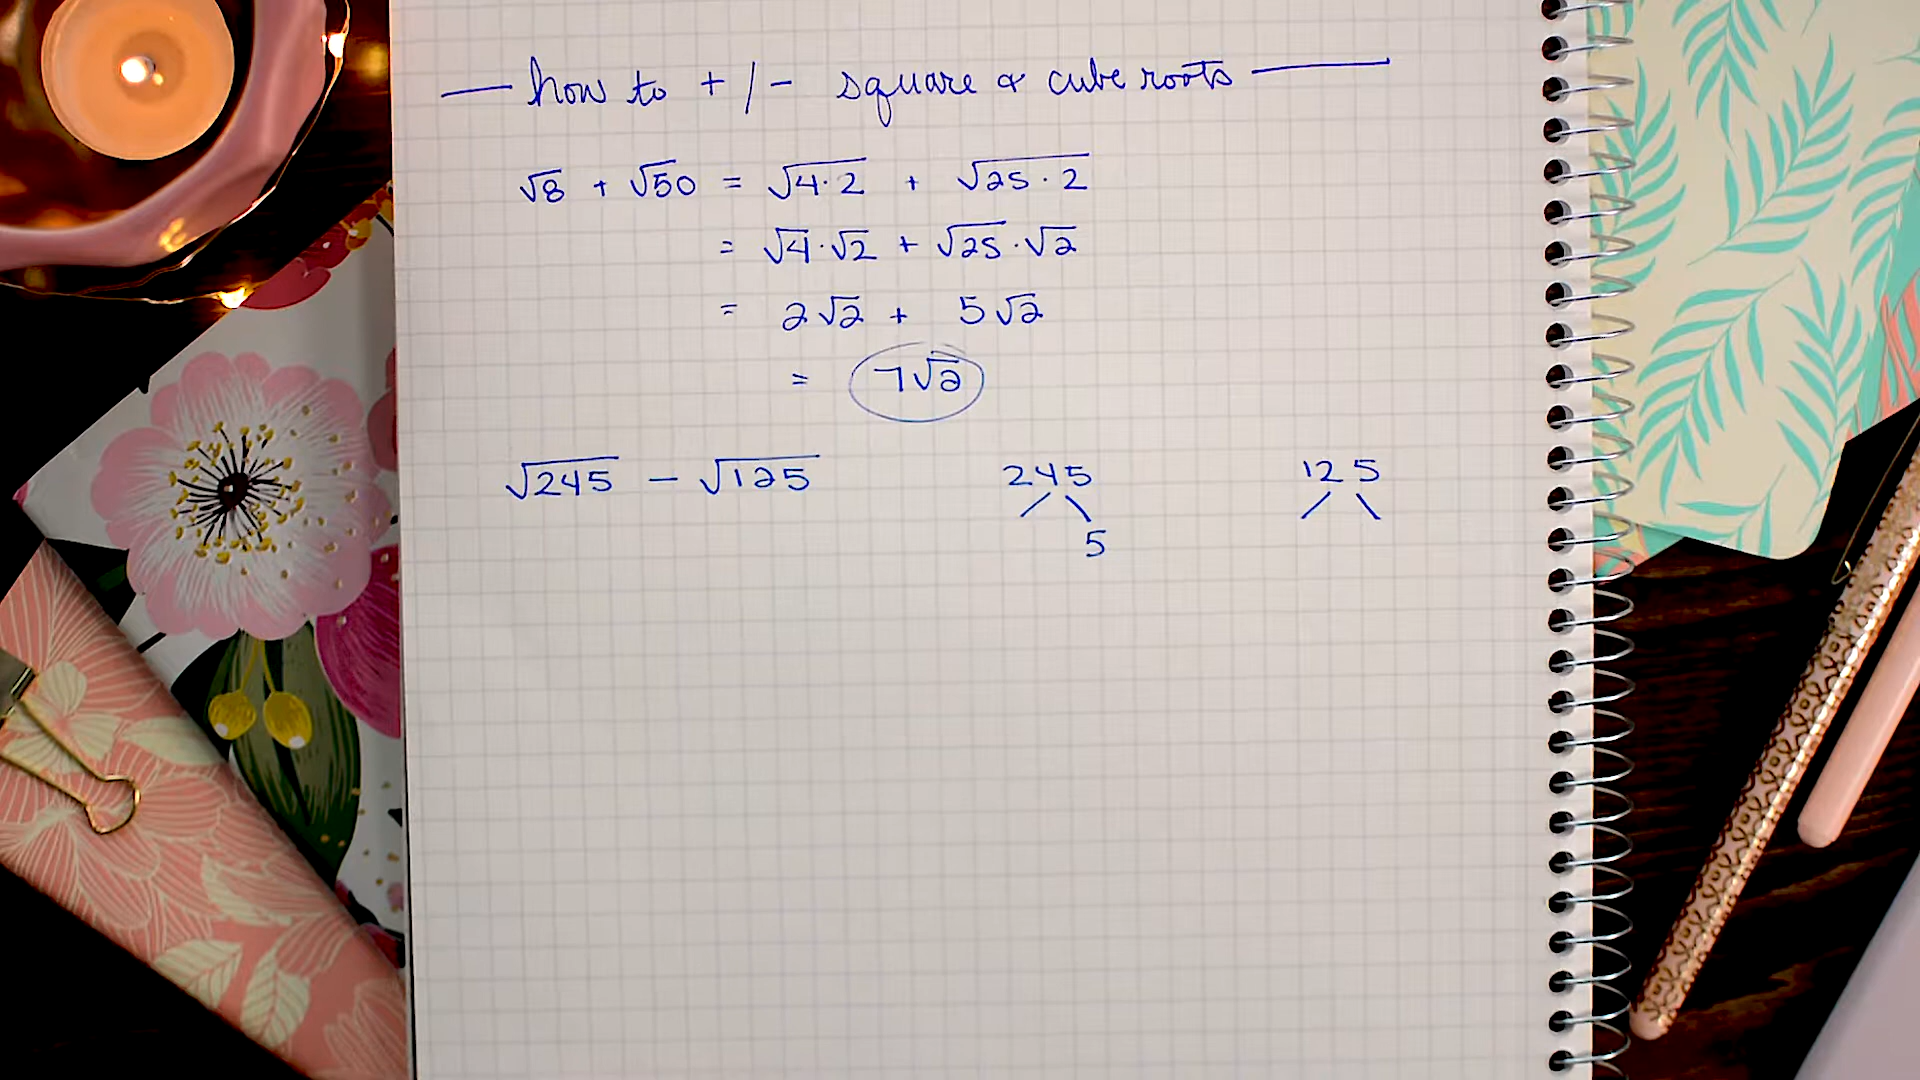 how to + / - square & cube roots
√8 + √50 = √4·2 + √25·2
= √4·√2 + √25·√2
= 2√2 + 5√2
= 7√2
√245 - √125 245 125
5